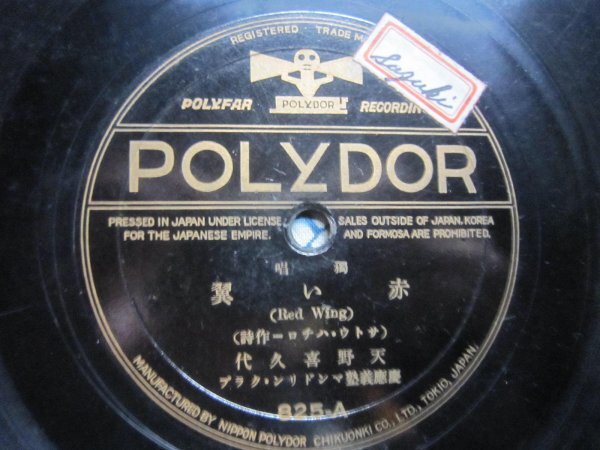 REGISTERED TRADE M
Suzuki
POLYFAR
POLYDOR
RECORDIN
POLYDOR
PRESSED IN JAPAN UNDER LICENSE
FOR THE JAPANESE EMPIRE.
SALES OUTSIDE OF JAPAN, KOREA
AND FORMOSA ARE PROHIBITED.
獨唱
赤い翼
(Red Wing)
(サトウ・ハチロー作詩)
天野喜久代
慶應義塾マンドリン・クラブ
825-A
MANUFACTURED BY NIPPON POLYDOR CHIKUONKI CO., LTD., TOKIO, JAPAN.